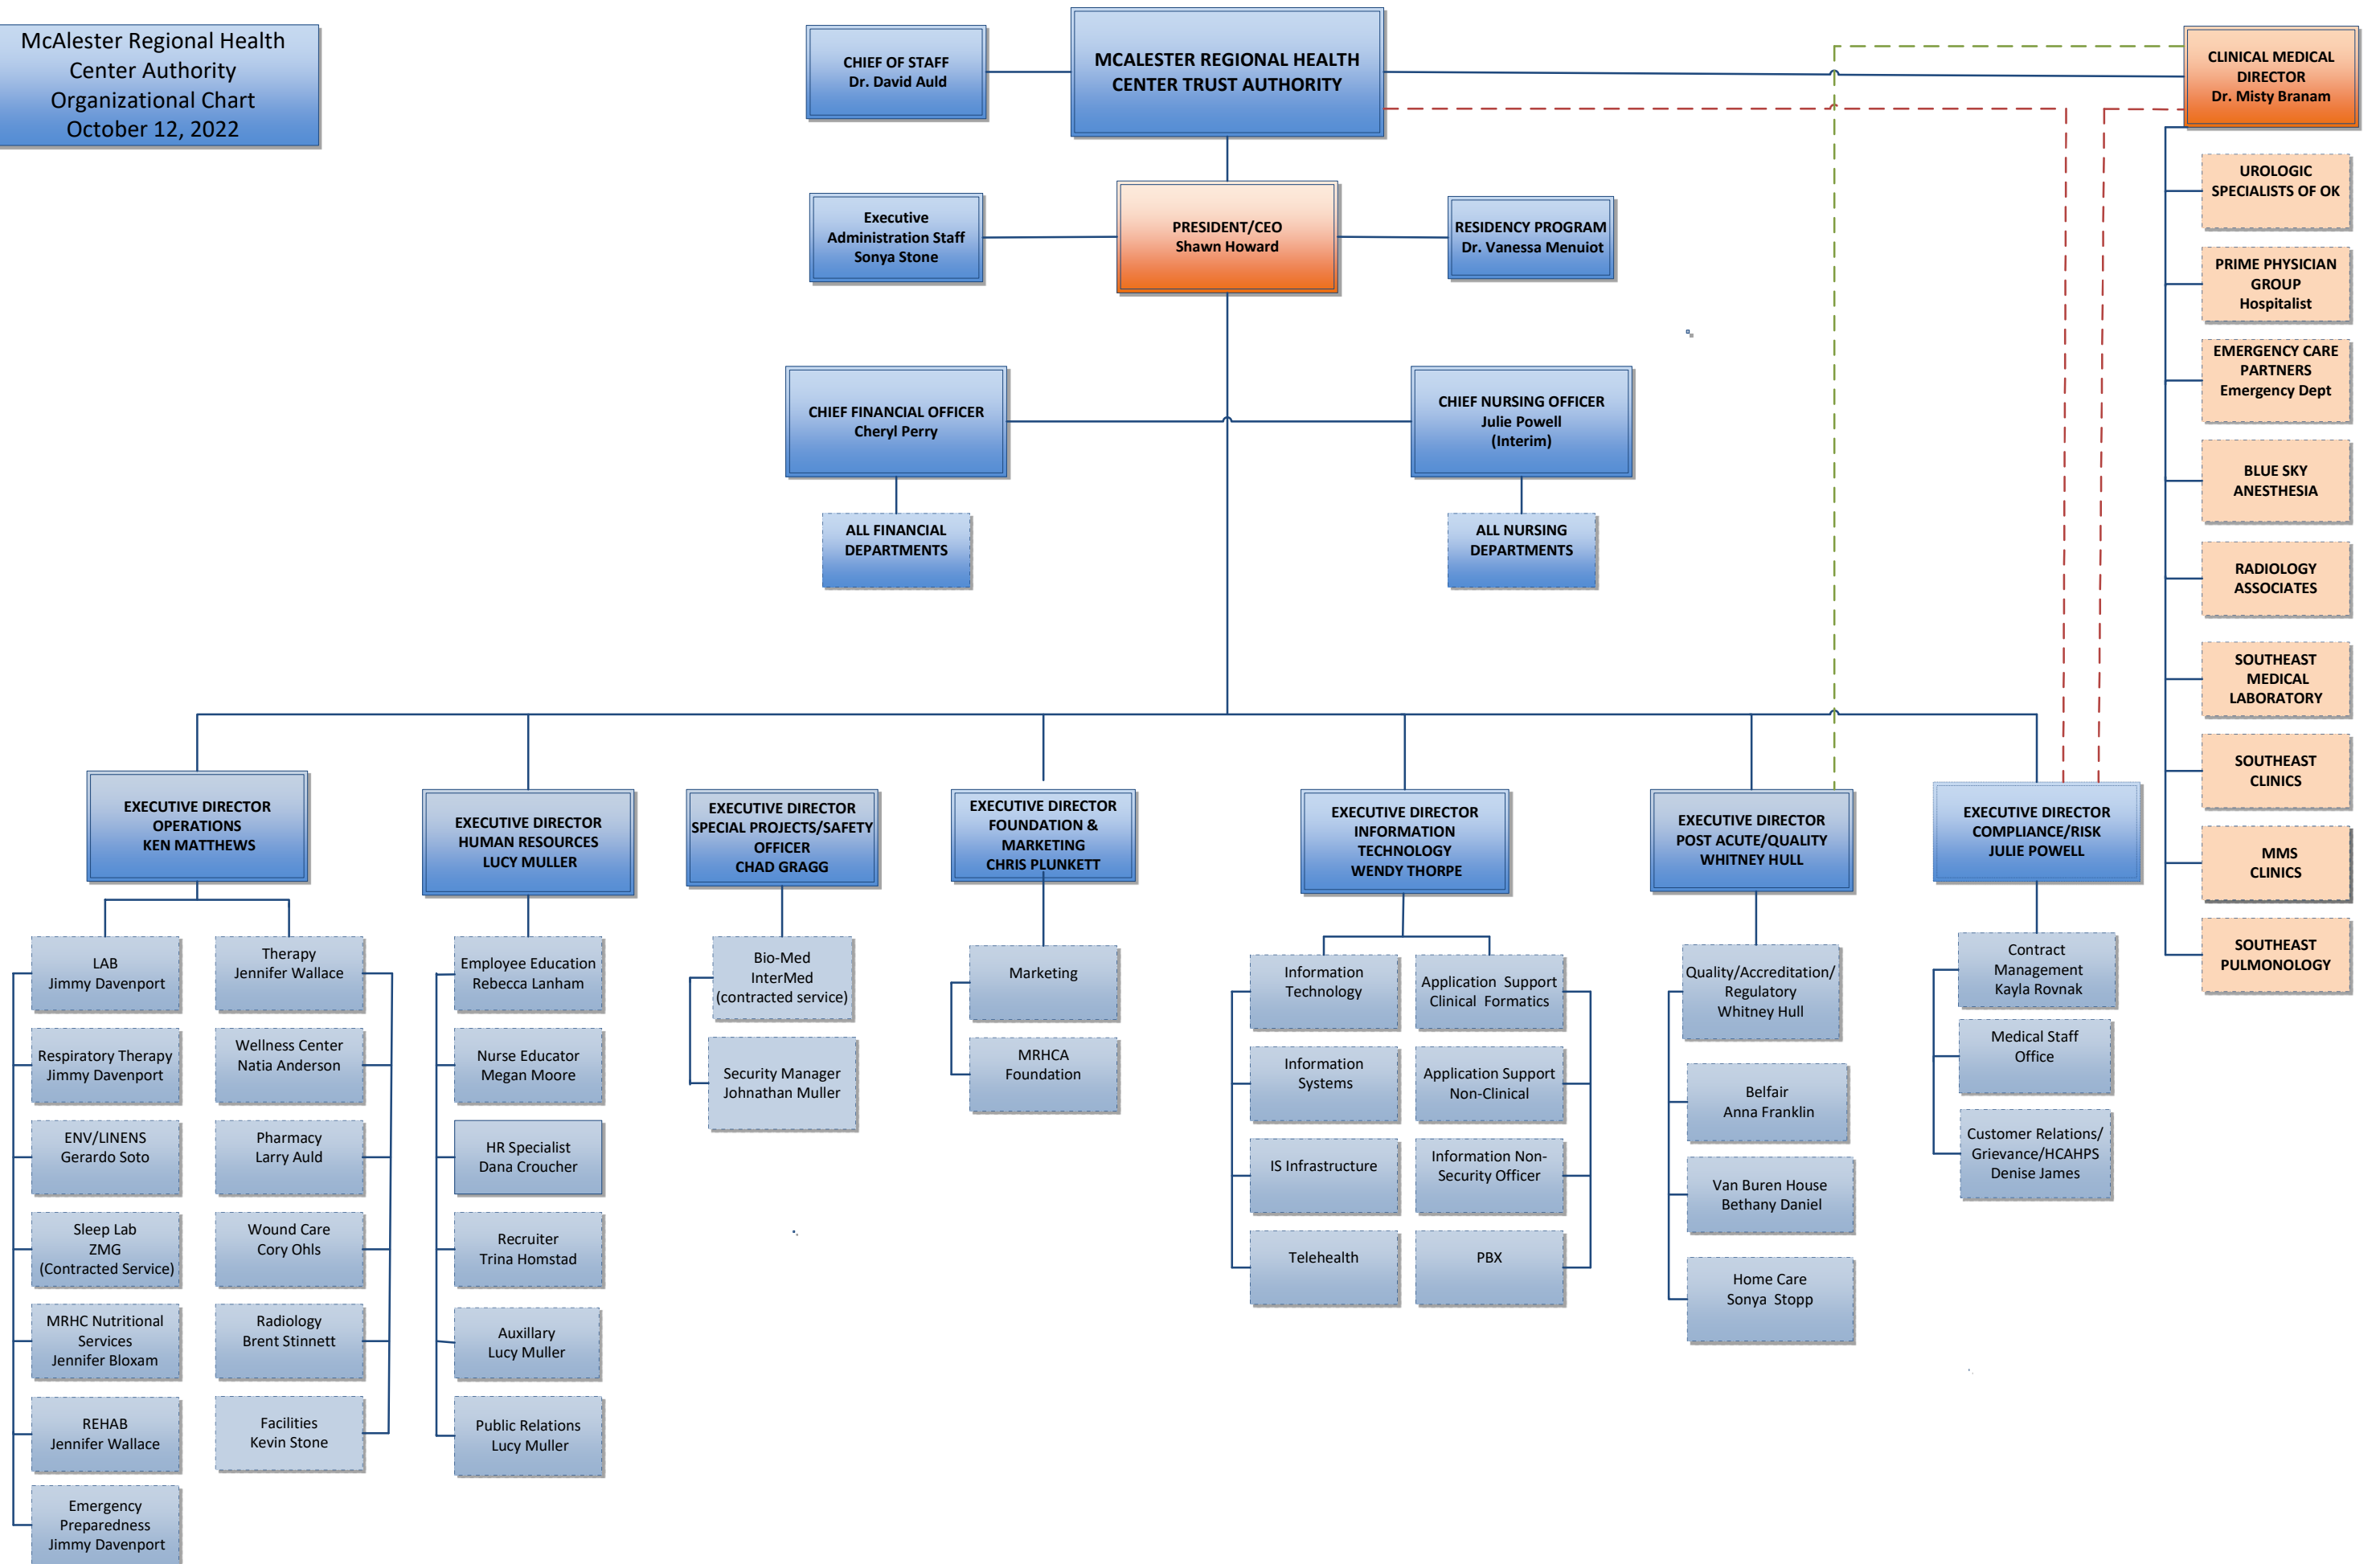 McAlester Regional Health
Center Authority
Organizational Chart
October 12, 2022
CHIEF OF STAFF
Dr. David Auld
MCALESTER REGIONAL HEALTH
CENTER TRUST AUTHORITY
CLINICAL MEDICAL
DIRECTOR
Dr. Misty Branam
Executive
Administration Staff
Sonya Stone
PRESIDENT/CEO
Shawn Howard
RESIDENCY PROGRAM
Dr. Vanessa Menuiot
CHIEF FINANCIAL OFFICER
Cheryl Perry
CHIEF NURSING OFFICER
Julie Powell
(Interim)
ALL FINANCIAL
DEPARTMENTS
ALL NURSING
DEPARTMENTS
UROLOGIC
SPECIALISTS OF OK
PRIME PHYSICIAN
GROUP
Hospitalist
EMERGENCY CARE
PARTNERS
Emergency Dept
BLUE SKY
ANESTHESIA
RADIOLOGY
ASSOCIATES
SOUTHEAST
MEDICAL
LABORATORY
SOUTHEAST
CLINICS
MMS
CLINICS
SOUTHEAST
PULMONOLOGY
EXECUTIVE DIRECTOR
OPERATIONS
KEN MATTHEWS
EXECUTIVE DIRECTOR
HUMAN RESOURCES
LUCY MULLER
EXECUTIVE DIRECTOR
SPECIAL PROJECTS/SAFETY
OFFICER
CHAD GRAGG
EXECUTIVE DIRECTOR
FOUNDATION &
MARKETING
CHRIS PLUNKETT
EXECUTIVE DIRECTOR
INFORMATION
TECHNOLOGY
WENDY THORPE
EXECUTIVE DIRECTOR
POST ACUTE/QUALITY
WHITNEY HULL
EXECUTIVE DIRECTOR
COMPLIANCE/RISK
JULIE POWELL
LAB
Jimmy Davenport
Respiratory Therapy
Jimmy Davenport
ENV/LINENS
Gerardo Soto
Sleep Lab
ZMG
(Contracted Service)
MRHC Nutritional
Services
Jennifer Bloxam
REHAB
Jennifer Wallace
Emergency
Preparedness
Jimmy Davenport
Therapy
Jennifer Wallace
Wellness Center
Natia Anderson
Pharmacy
Larry Auld
Wound Care
Cory Ohls
Radiology
Brent Stinnett
Facilities
Kevin Stone
Employee Education
Rebecca Lanham
Nurse Educator
Megan Moore
HR Specialist
Dana Croucher
Recruiter
Trina Homstad
Auxillary
Lucy Muller
Public Relations
Lucy Muller
Bio-Med
InterMed
(contracted service)
Security Manager
Johnathan Muller
Marketing
MRHCA
Foundation
Information
Technology
Information
Systems
IS Infrastructure
Telehealth
Application Support
Clinical Formatics
Application Support
Non-Clinical
Information Non-
Security Officer
PBX
Quality/Accreditation/
Regulatory
Whitney Hull
Belfair
Anna Franklin
Van Buren House
Bethany Daniel
Home Care
Sonya Stopp
Contract
Management
Kayla Rovnak
Medical Staff
Office
Customer Relations/
Grievance/HCAHPS
Denise James